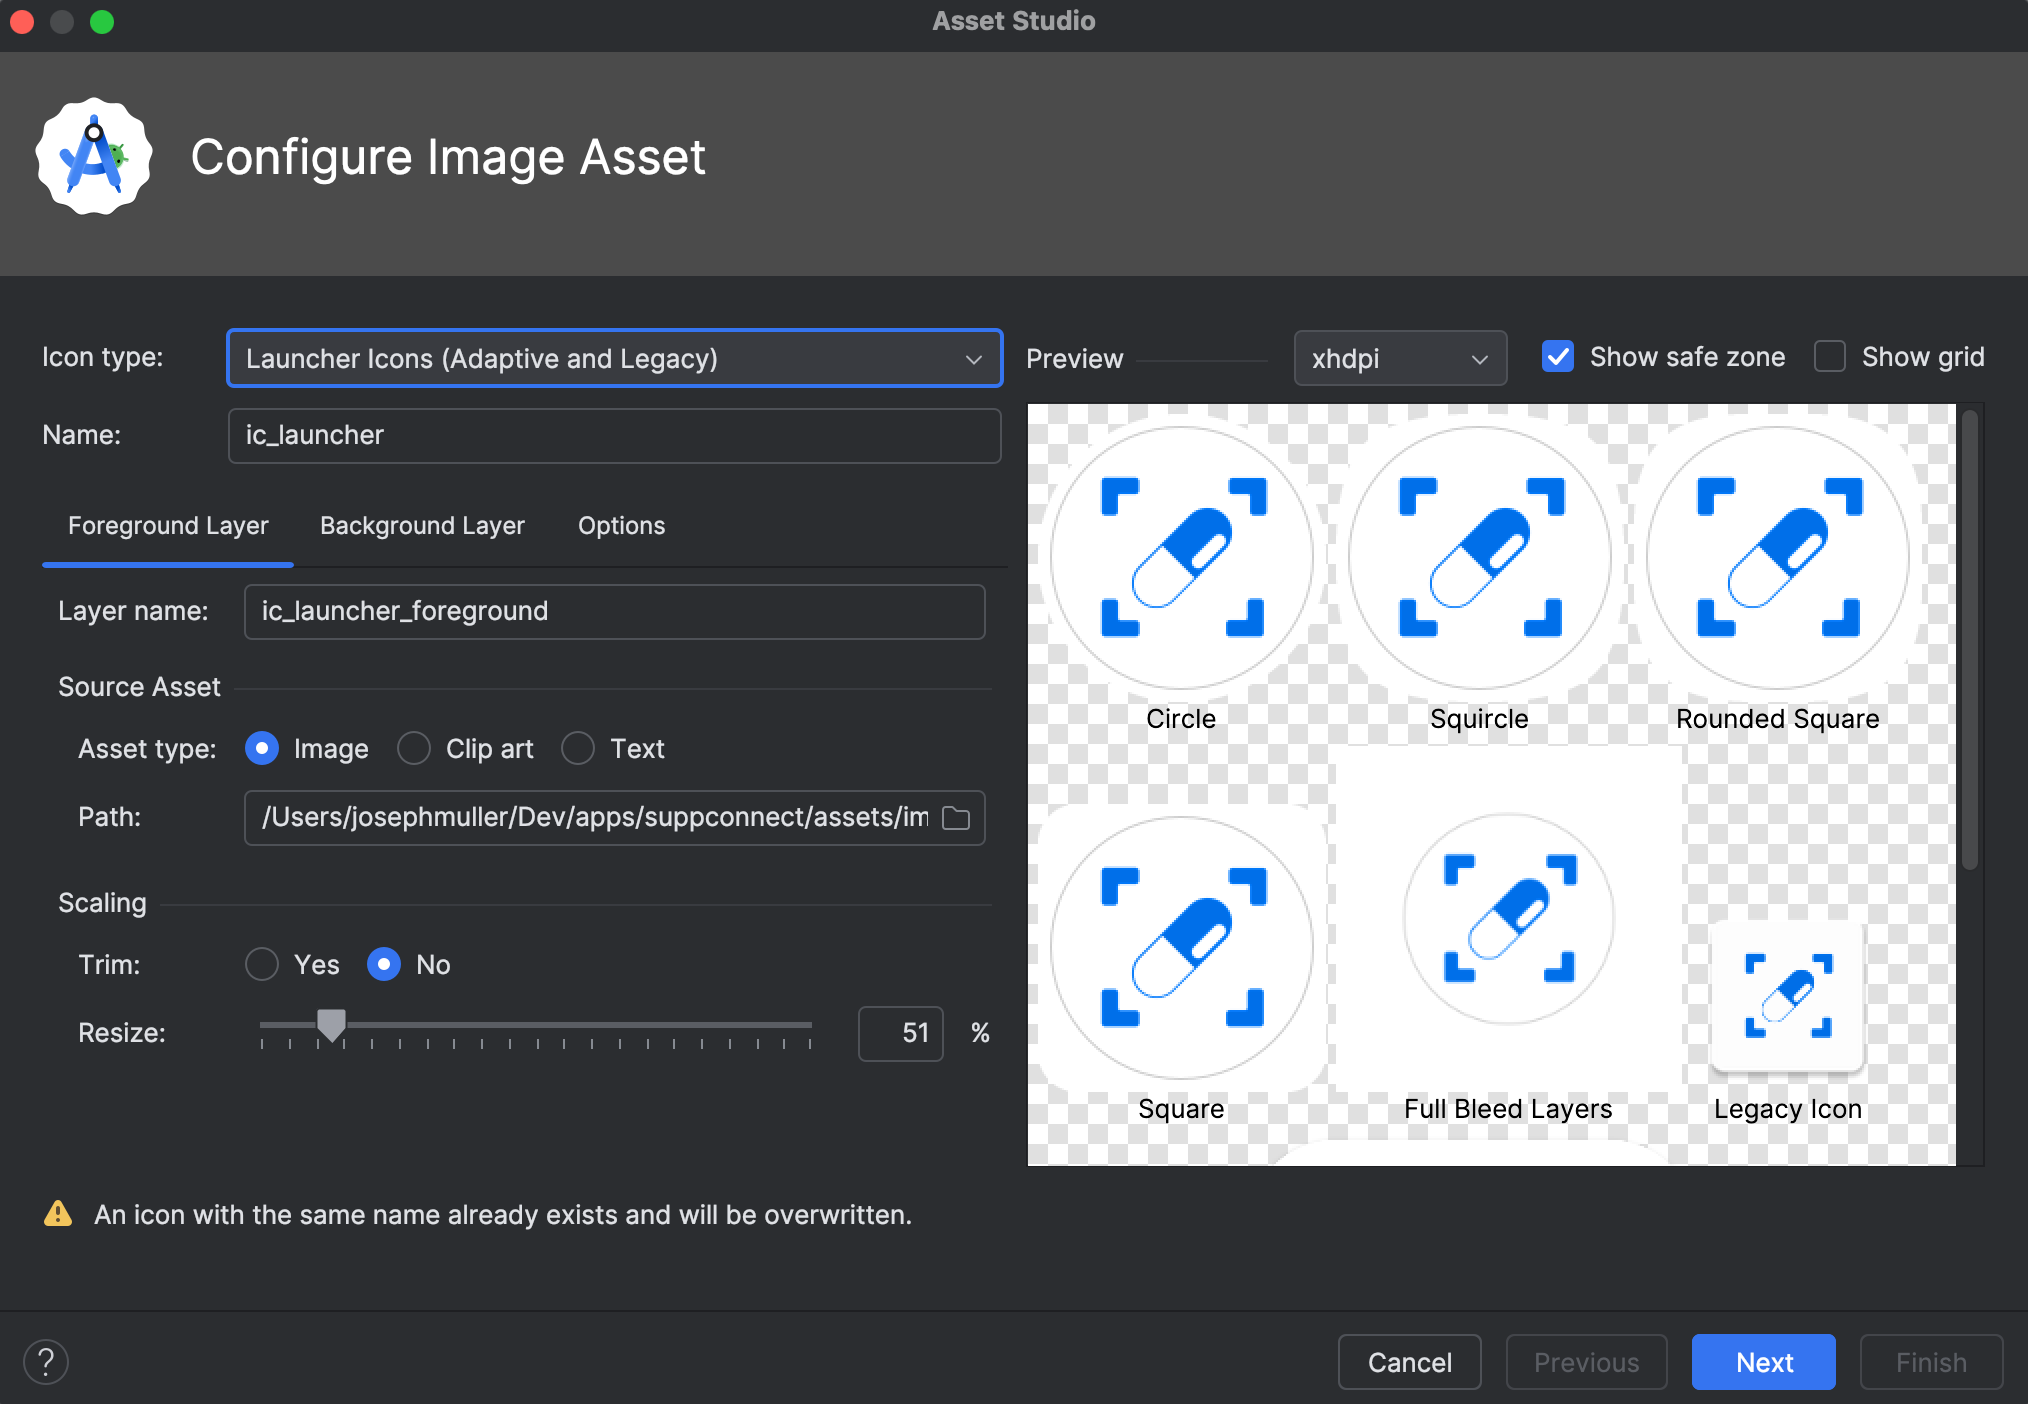 Asset Studio
Configure Image Asset
Icon type:
Launcher Icons (Adaptive and Legacy)
Name:
ic_launcher
Foreground Layer
Background Layer
Options
Layer name:
ic_launcher_foreground
Source Asset
Asset type:
Image
Clip art
Text
Path:
/Users/josephmuller/Dev/apps/suppconnect/assets/im
Scaling
Trim:
Yes
No
Resize:
51
%
Preview
xhdpi
Show safe zone
Show grid
Circle
Squircle
Rounded Square
Square
Full Bleed Layers
Legacy Icon
An icon with the same name already exists and will be overwritten.
?
Cancel
Previous
Next
Finish